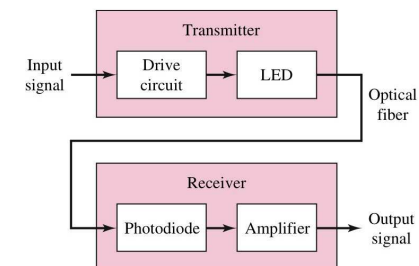 Transmitter
Input
signal
Drive
circuit
LED
Optical
fiber
Receiver
Photodiode
Amplifier
Output
signal